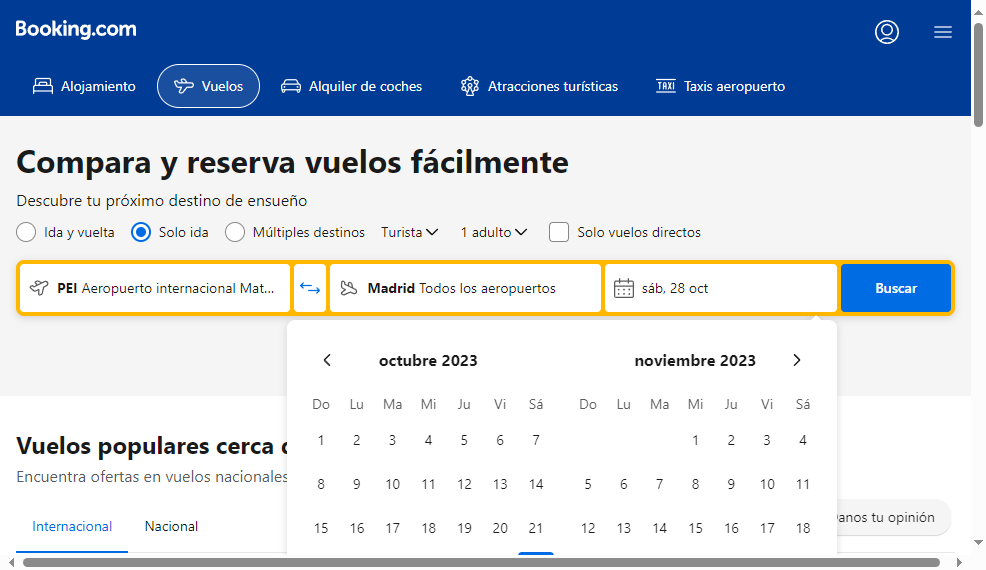 Booking.com
Alojamiento
Vuelos
Alquiler de coches
Atracciones turísticas
TAXI
Taxis aeropuerto
Compara y reserva vuelos fácilmente
Descubre tu próximo destino de ensueño
Ida y vuelta
Solo ida
Múltiples destinos
Turista
1 adulto
Solo vuelos directos
PEI Aeropuerto internacional Mat...
Madrid Todos los aeropuertos
sáb, 28 oct
Buscar
octubre 2023
Do Lu Ma Mi Ju Vi Sá
1 2 3 4 5 6 7
8 9 10 11 12 13 14
15 16 17 18 19 20 21
noviembre 2023
Do Lu Ma Mi Ju Vi Sá
1 2 3 4
5 6 7 8 9 10 11
12 13 14 15 16 17 18
Vuelos populares cerca
Encuentra ofertas en vuelos nacionales
Internacional
Nacional
tu opinión